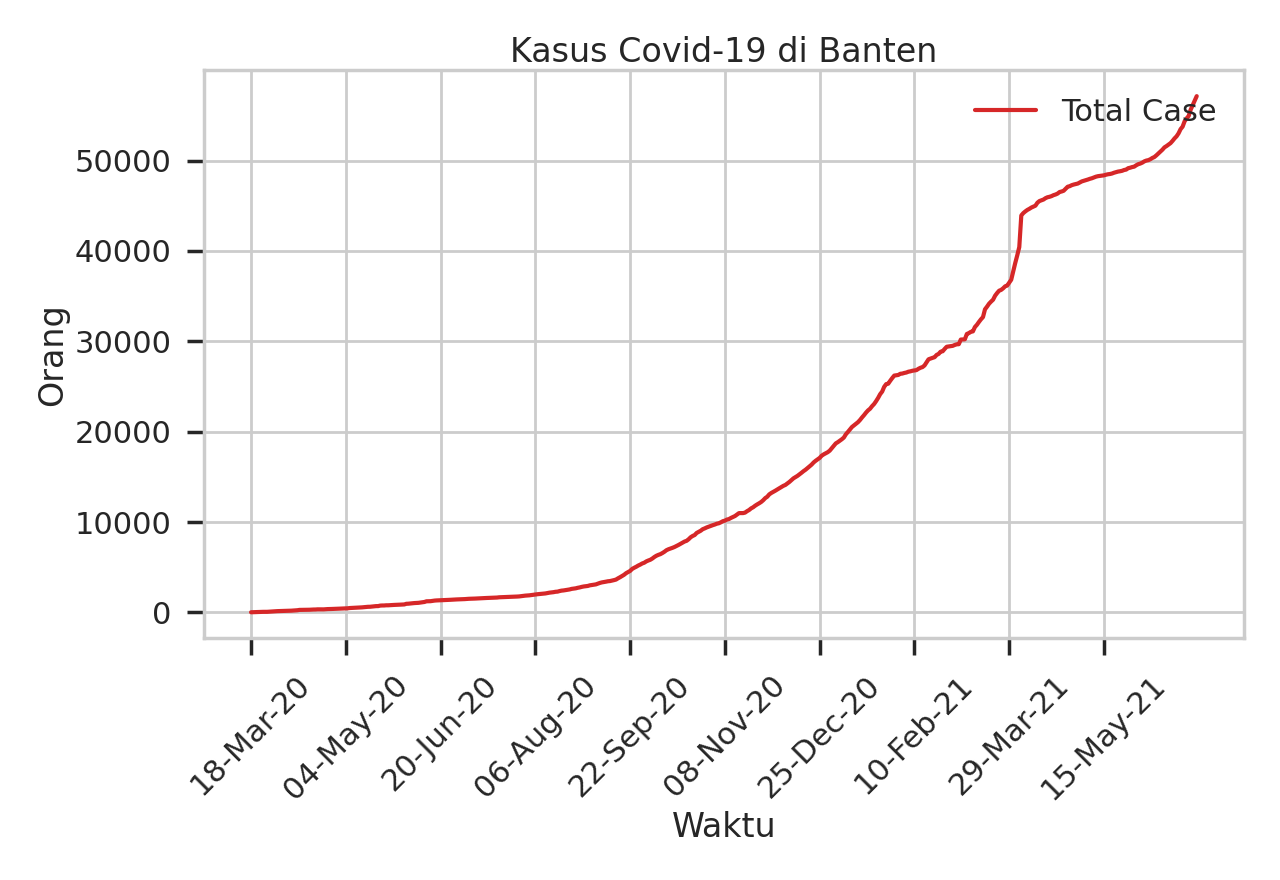 Kasus Covid-19 di Banten
Total Case
50000
40000
30000
20000
10000
0
Orang
18-Mar-20
04-May-20
20-Jun-20
06-Aug-20
22-Sep-20
08-Nov-20
25-Dec-20
10-Feb-21
29-Mar-21
15-May-21
Waktu